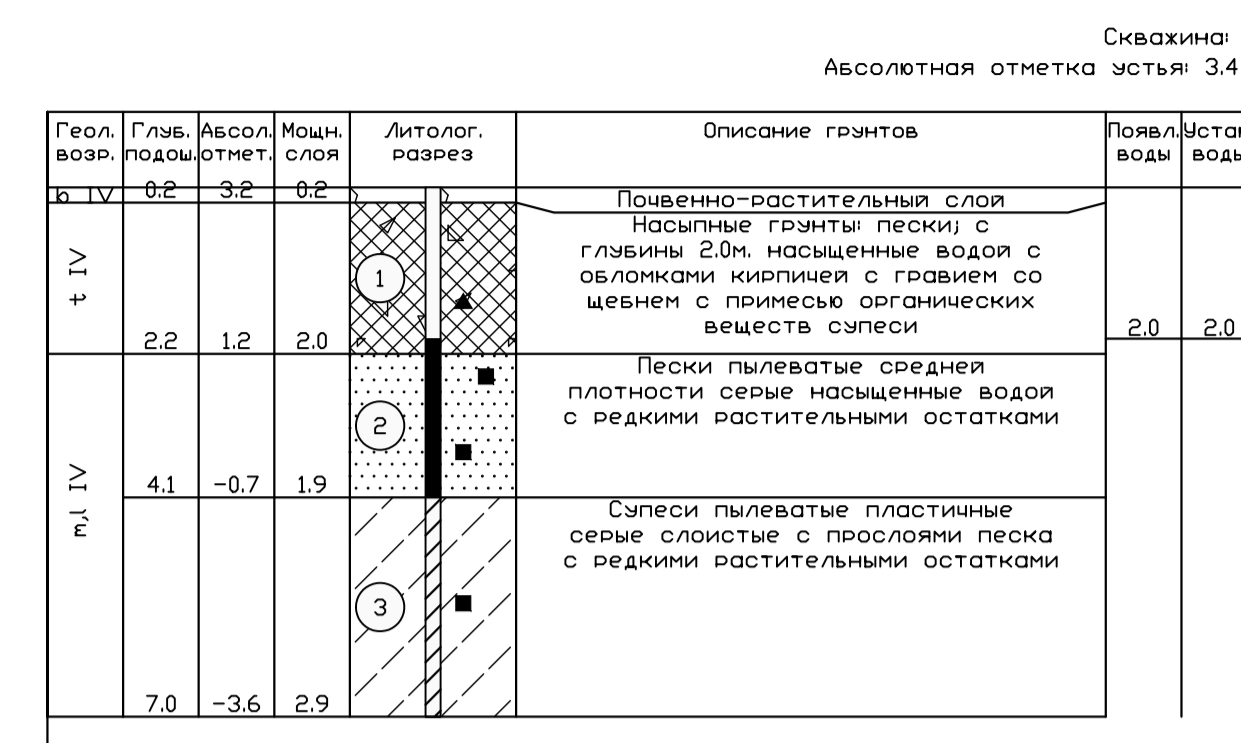 Скважина:
Абсолютная отметка устья: 3.4
Геол. возр.
Глуб. подош.
Абсол. отмет.
Мощн. слоя
Литолог. разрез
Описание грунтов
Появл. воды
b IV 0.2 3.2 0.2
Почвенно-растительный слой
t IV
1
Насыпные грунты: пески; с
глубины 2.0м. насыщенные водой с
обломками кирпичей с гравием со
щебнем с примесью органических
веществ супеси
2.2 1.2 2.0
2.0 2.0
m,l IV
2
Пески пылеватые средней
плотности серые насыщенные водой
с редкими растительными остатками
4.1 -0.7 1.9
3
Супеси пылеватые пластичные
серые слоистые с прослоями песка
с редкими растительными остатками
7.0 -3.6 2.9